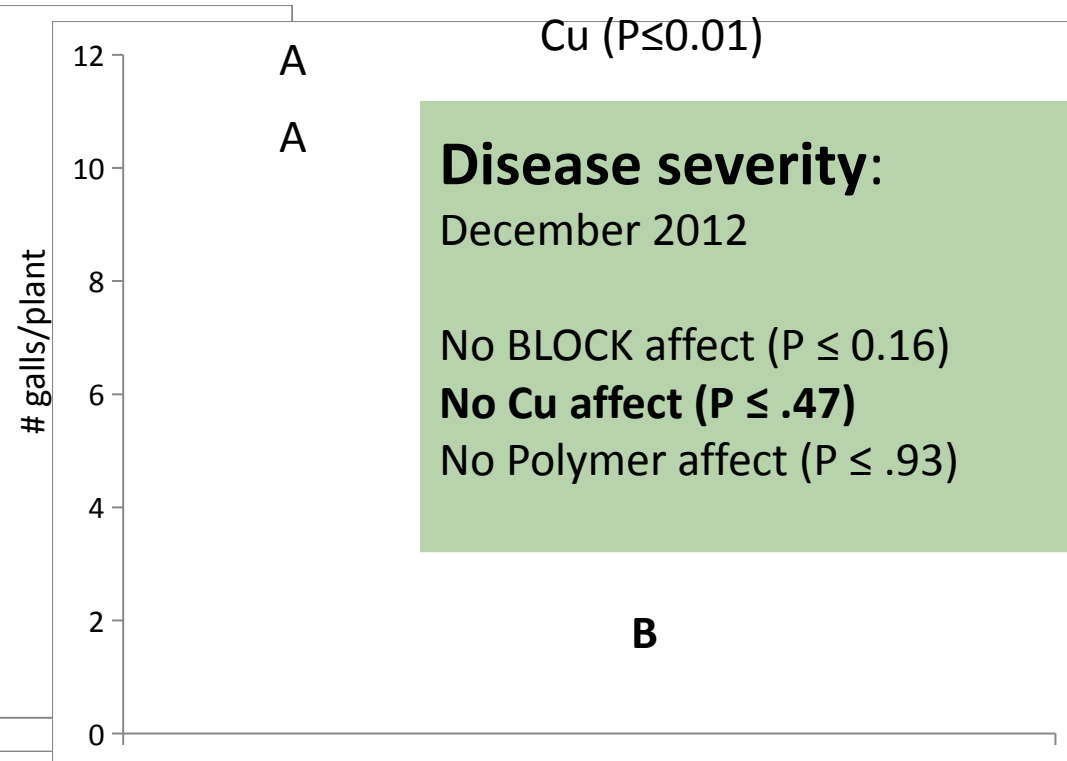 Cu (P≤0.01)
12
A
A
10
8
6
4
2
0
# galls/plant
Disease severity:
December 2012
No BLOCK affect (P ≤ 0.16)
No Cu affect (P ≤ .47)
No Polymer affect (P ≤ .93)
B